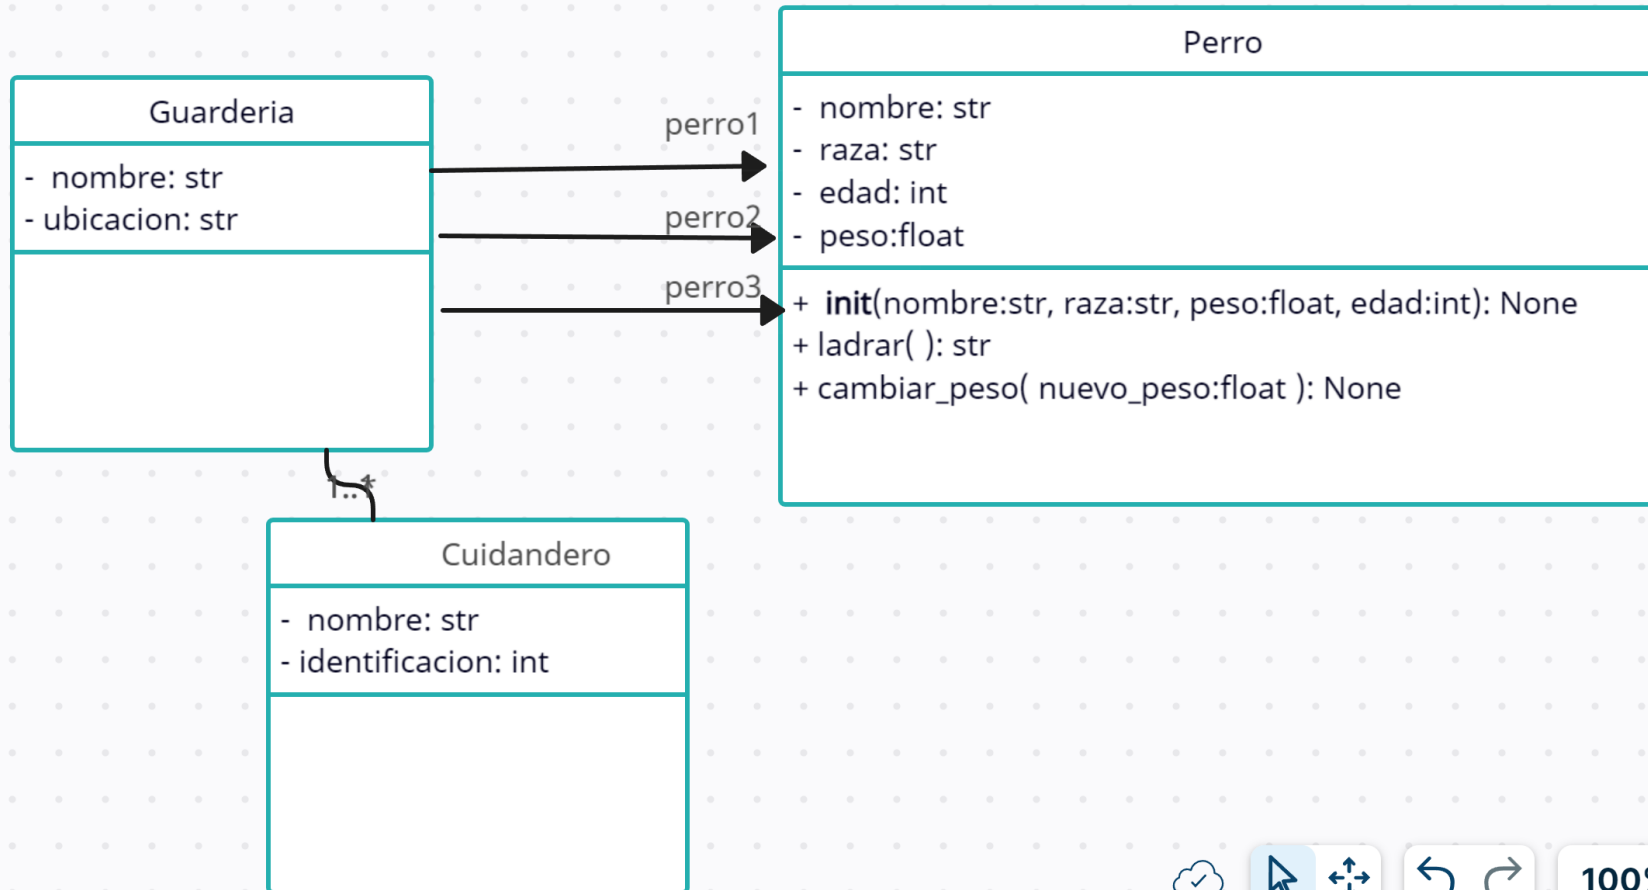 Guarderia
- nombre: str
- ubicacion: str
perro1
perro2
perro3
Perro
- nombre: str
- raza: str
- edad: int
- peso:float
+ init(nombre:str, raza:str, peso:float, edad:int): None
+ ladrar( ): str
+ cambiar_peso( nuevo_peso:float ): None
1..*
Cuidandero
- nombre: str
- identificacion: int
100